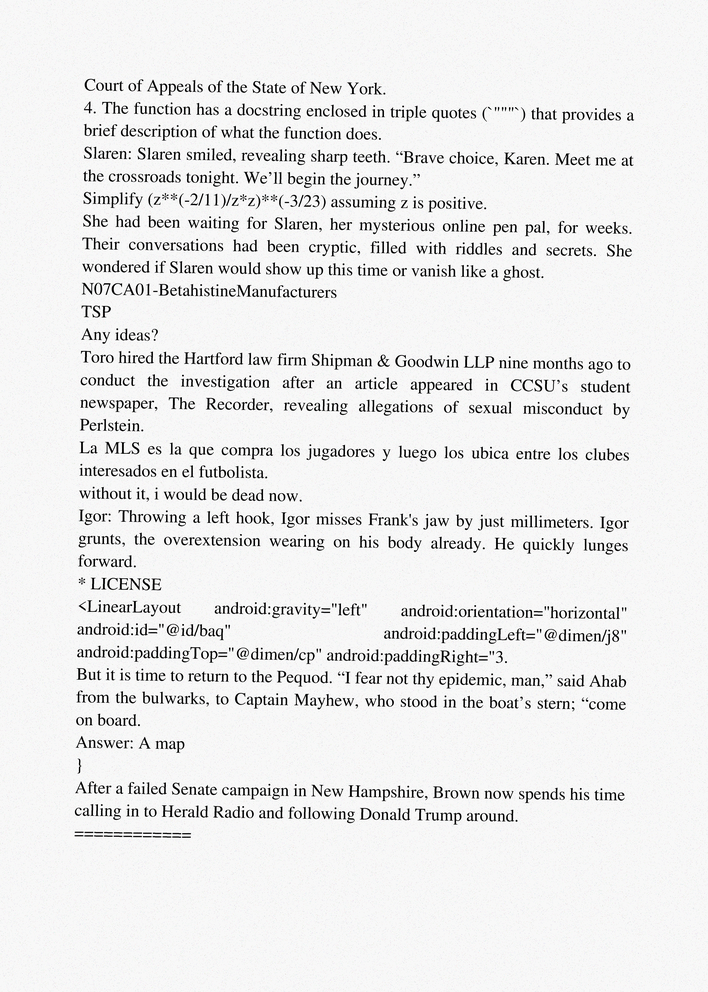 Court of Appeals of the State of New York.
4. The function has a docstring enclosed in triple quotes (`"""`) that provides a
brief description of what the function does.
Slaren: Slaren smiled, revealing sharp teeth. “Brave choice, Karen. Meet me at
the crossroads tonight. We’ll begin the journey.”
Simplify (z**(-2/11)/z*z)**(-3/23) assuming z is positive.
She had been waiting for Slaren, her mysterious online pen pal, for weeks.
Their conversations had been cryptic, filled with riddles and secrets. She
wondered if Slaren would show up this time or vanish like a ghost.
N07CA01-BetahistineManufacturers
TSP
Any ideas?
Toro hired the Hartford law firm Shipman & Goodwin LLP nine months ago to
conduct the investigation after an article appeared in CCSU’s student
newspaper, The Recorder, revealing allegations of sexual misconduct by
Perlstein.
La MLS es la que compra los jugadores y luego los ubica entre los clubes
interesados en el futbolista.
without it, i would be dead now.
Igor: Throwing a left hook, Igor misses Frank's jaw by just millimeters. Igor
grunts, the overextension wearing on his body already. He quickly lunges
forward.
* LICENSE
<LinearLayout android:gravity="left" android:orientation="horizontal"
android:id="@id/baq" android:paddingLeft="@dimen/j8"
android:paddingTop="@dimen/cp" android:paddingRight="3.
But it is time to return to the Pequod. “I fear not thy epidemic, man,” said Ahab
from the bulwarks, to Captain Mayhew, who stood in the boat’s stern; “come
on board.
Answer: A map
}
After a failed Senate campaign in New Hampshire, Brown now spends his time
calling in to Herald Radio and following Donald Trump around.
============